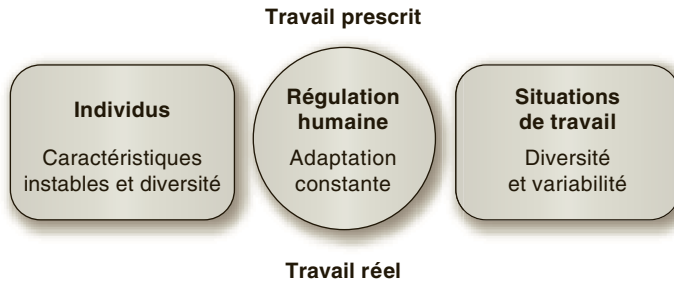 Travail prescrit
Individus
Caractéristiques
instables et diversité
Régulation
humaine
Adaptation
constante
Situations
de travail
Diversité
et variabilité
Travail réel